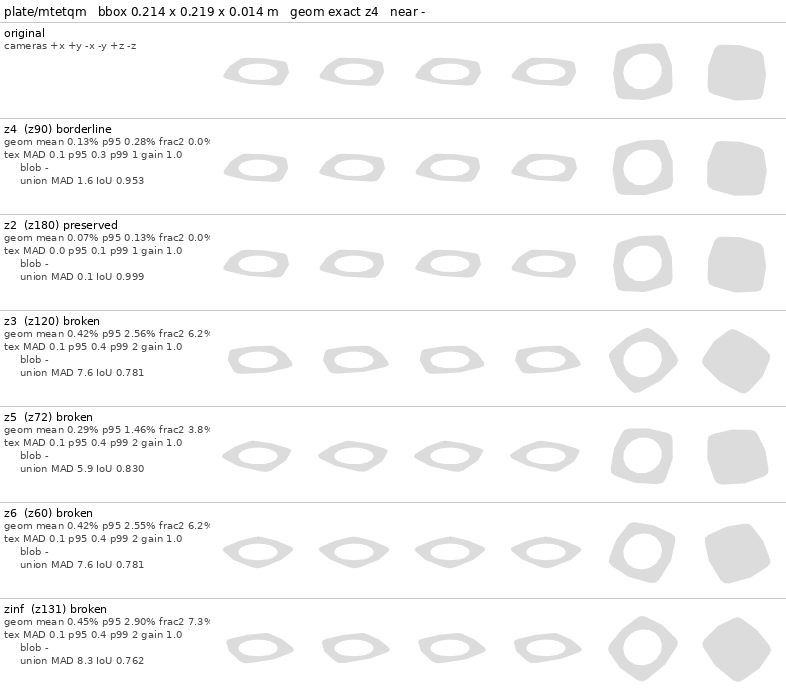 plate/mtetqm bbox 0.214 x 0.219 x 0.014 m geom exact z4 near -
original
cameras +x +y -x -y +z -z
z4 (z90) borderline
geom mean 0.13% p95 0.28% frac2 0.0%
tex MAD 0.1 p95 0.3 p99 1 gain 1.0
blob -
union MAD 1.6 IoU 0.953
z2 (z180) preserved
geom mean 0.07% p95 0.13% frac2 0.0%
tex MAD 0.0 p95 0.1 p99 1 gain 1.0
blob -
union MAD 0.1 IoU 0.999
z3 (z120) broken
geom mean 0.42% p95 2.56% frac2 6.2%
tex MAD 0.1 p95 0.4 p99 2 gain 1.0
blob -
union MAD 7.6 IoU 0.781
z5 (z72) broken
geom mean 0.29% p95 1.46% frac2 3.8%
tex MAD 0.1 p95 0.4 p99 2 gain 1.0
blob -
union MAD 5.9 IoU 0.830
z6 (z60) broken
geom mean 0.42% p95 2.55% frac2 6.2%
tex MAD 0.1 p95 0.4 p99 2 gain 1.0
blob -
union MAD 7.6 IoU 0.781
zinf (z131) broken
geom mean 0.45% p95 2.90% frac2 7.3%
tex MAD 0.1 p95 0.4 p99 2 gain 1.0
blob -
union MAD 8.3 IoU 0.762